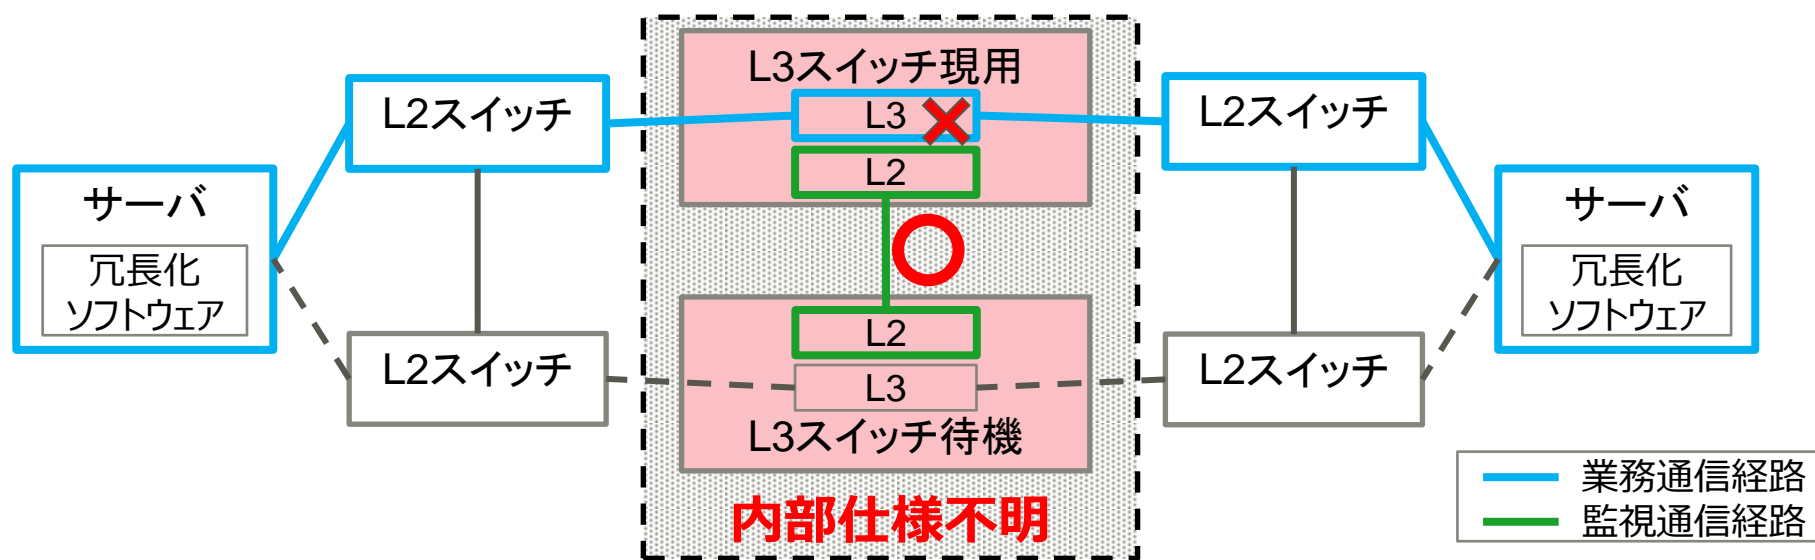 L3スイッチ現用
L2スイッチ
L3
L2スイッチ
L2
サーバ
冗長化
ソフトウェア
サーバ
冗長化
ソフトウェア
L2スイッチ
L2
L3
L2スイッチ
L3スイッチ待機
内部仕様不明
業務通信経路
監視通信経路